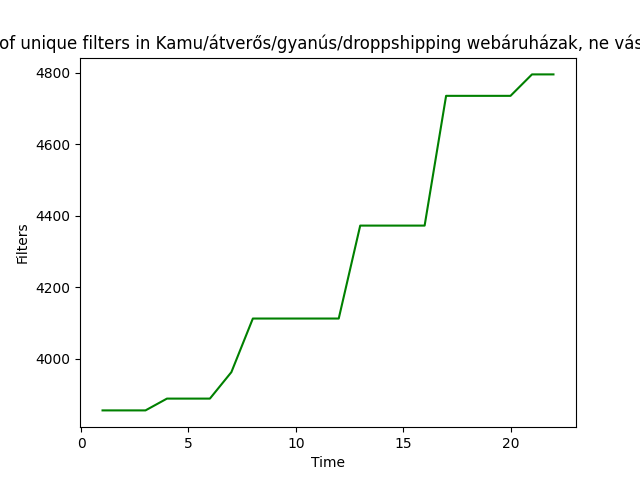 of unique filters in Kamu/átverős/gyanús/droppshipping webáruházak, ne vás
4800
4600
4400
4200
4000
Filters
0 5 10 15 20
Time